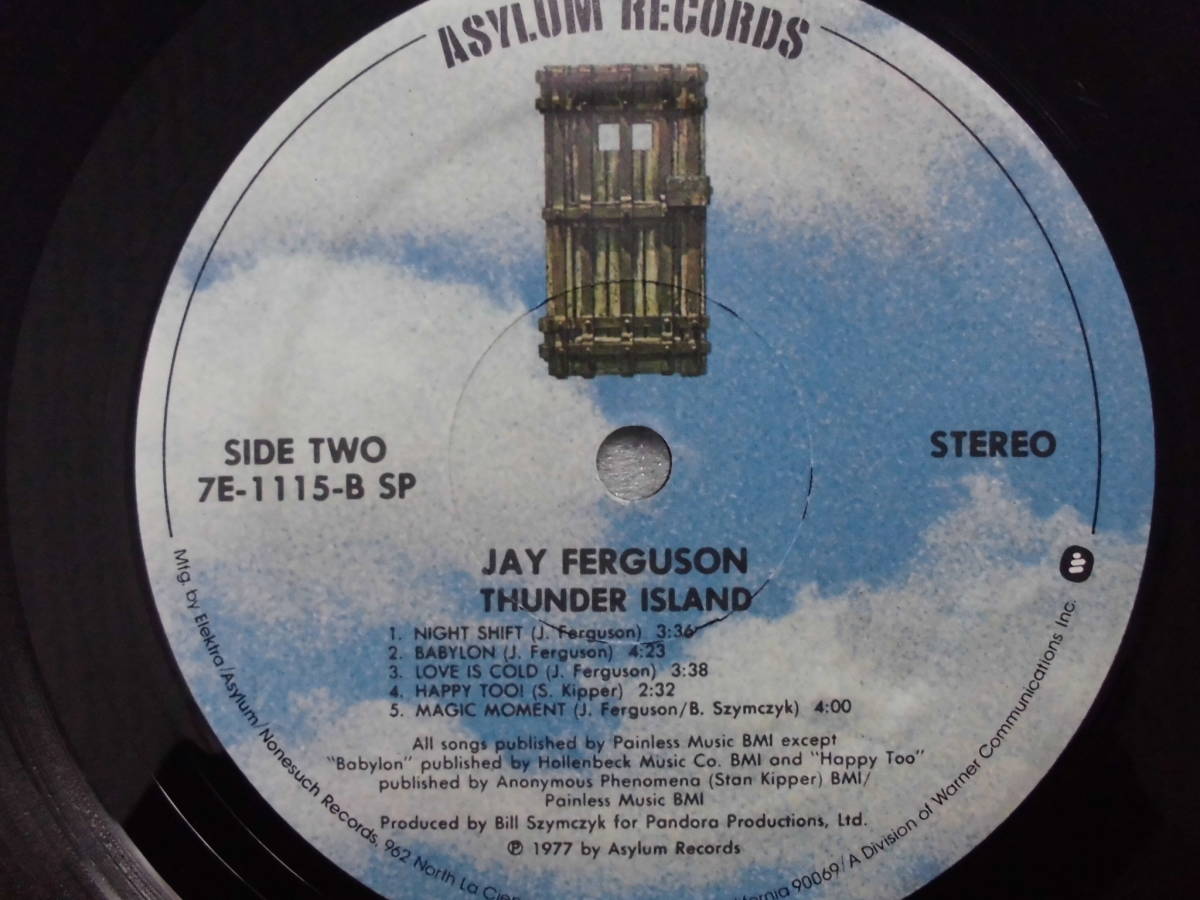 ASYLUM RECORDS
SIDE TWO
7E-1115-B SP
STEREO
JAY FERGUSON
THUNDER ISLAND
1. NIGHT SHIFT (J. Ferguson) 3:36
2. BABYLON (J. Ferguson) 4:23
3. LOVE IS COLD (J. Ferguson) 3:38
4. HAPPY TOO! (S. Kipper) 2:32
5. MAGIC MOMENT (J. Ferguson/B. Szymczyk) 4:00
All songs published by Painless Music BMI except
"Babylon" published by Hollenbeck Music Co. BMI and "Happy Too"
published by Anonymous Phenomena (Stan Kipper) BMI/
Painless Music BMI
Produced by Bill Szymczyk for Pandora Productions, Ltd.
℗ 1977 by Asylum Records
Mfg. by Elektra/Asylum/Nonesuch Records, 962 North La
90069/A Division of Warner Communications Inc.